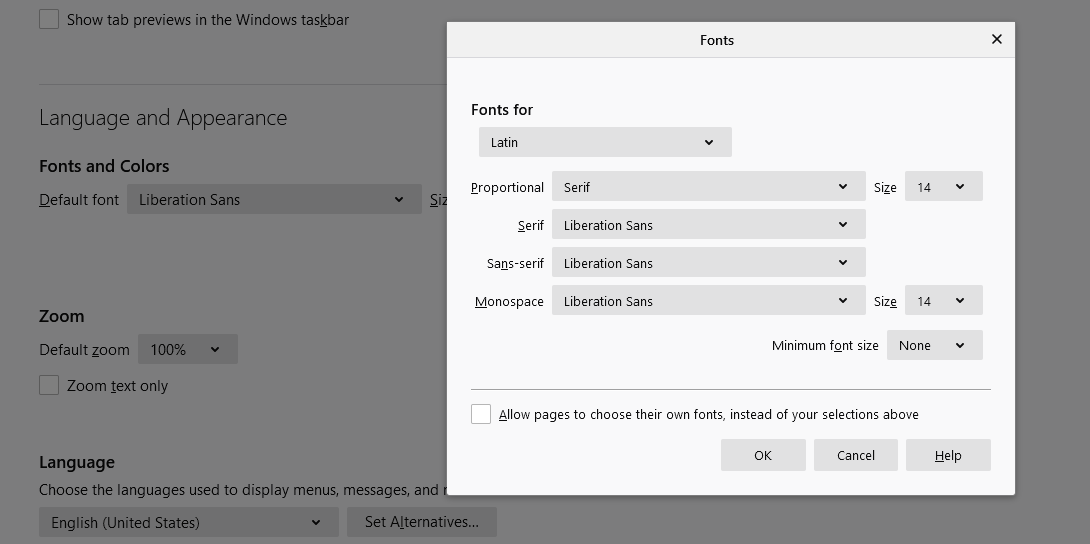 Show tab previews in the Windows taskbar
Language and Appearance
Fonts and Colors
Default font Liberation Sans
Zoom
Default zoom 100%
Zoom text only
Language
Choose the languages used to display menus, messages, and
English (United States) Set Alternatives...
Fonts
Fonts for
Latin
Proportional Serif Size 14
Serif Liberation Sans
Sans-serif Liberation Sans
Monospace Liberation Sans Size 14
Minimum font size None
Allow pages to choose their own fonts, instead of your selections above
OK Cancel Help